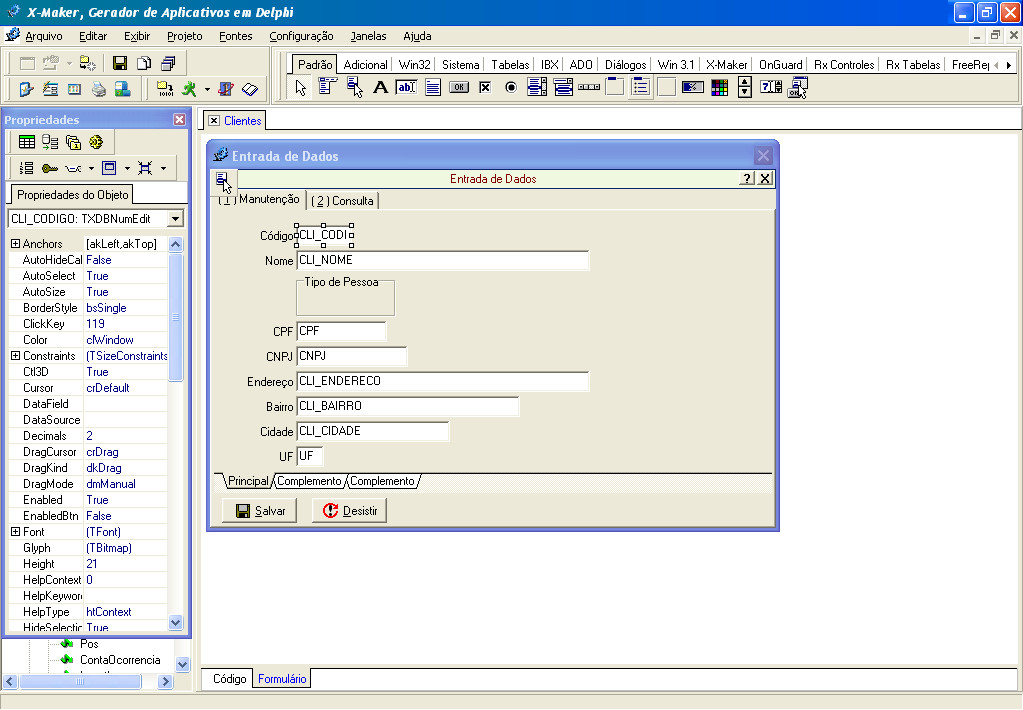 X-Maker, Gerador de Aplicativos em Delphi
Arquivo Editar Exibir Projeto Fontes Configuração Janelas Ajuda
Padrão Adicional Win32 Sistema Tabelas IBX ADO Diálogos Win 3.1 X-Maker OnGuard Rx Controles Rx Tabelas FreeRe
Propriedades
Propriedades do Objeto
CLI_CODIGO: TXDBNumEdit
Anchors [akLeft,akTop]
AutoHideCal False
AutoSelect True
AutoSize True
BorderStyle bsSingle
ClickKey 119
Color clWindow
Constraints (TSizeConstraints
Ctl3D True
Cursor crDefault
DataField
DataSource
Decimals 2
DragCursor crDrag
DragKind dkDrag
DragMode dmManual
Enabled True
EnabledBtn False
Font (TFont)
Glyph (TBitmap)
Height 21
HelpContext 0
HelpKeyword
HelpType htContext
HideSelectic True
Pos
ContaOcorrencia
Clientes
Entrada de Dados
Entrada de Dados
( 1 ) Manutenção ( 2 ) Consulta
Código CLI_CODI
Nome CLI_NOME
Tipo de Pessoa
CPF CPF
CNPJ CNPJ
Endereço CLI_ENDERECO
Bairro CLI_BAIRRO
Cidade CLI_CIDADE
UF UF
Principal Complemento Complemento
Salvar Desistir
Código Formulário